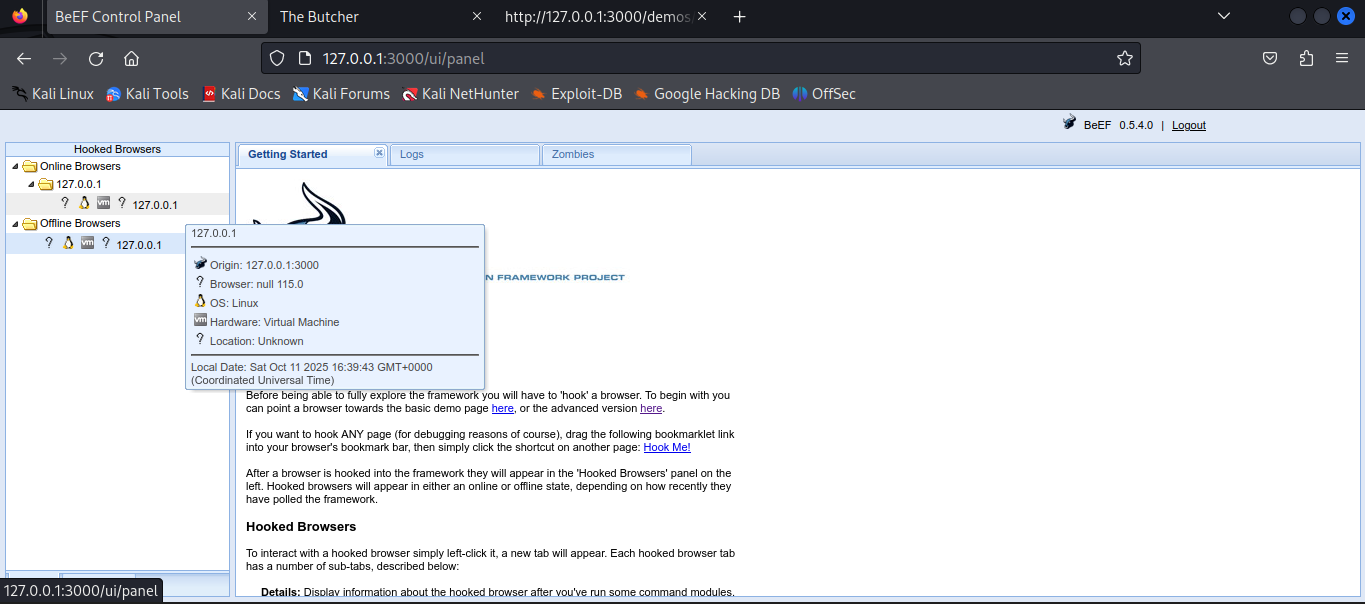 BeEF Control Panel
The Butcher
http://127.0.0.1:3000/demos
127.0.0.1:3000/ui/panel
Kali Linux Kali Tools Kali Docs Kali Forums Kali NetHunter Exploit-DB Google Hacking DB OffSec
BeEF 0.5.4.0 | Logout
Hooked Browsers
Online Browsers
127.0.0.1
? vm ? 127.0.0.1
Offline Browsers
? vm ? 127.0.0.1
Getting Started Logs Zombies
127.0.0.1
Origin: 127.0.0.1:3000
? Browser: null 115.0
OS: Linux
vm Hardware: Virtual Machine
? Location: Unknown
Local Date: Sat Oct 11 2025 16:39:43 GMT+0000
(Coordinated Universal Time)
N FRAMEWORK PROJECT
Before being able to fully explore the framework you will have to 'hook' a browser. To begin with you
can point a browser towards the basic demo page here, or the advanced version here.
If you want to hook ANY page (for debugging reasons of course), drag the following bookmarklet link
into your browser's bookmark bar, then simply click the shortcut on another page: Hook Me!
After a browser is hooked into the framework they will appear in the 'Hooked Browsers' panel on the
left. Hooked browsers will appear in either an online or offline state, depending on how recently they
have polled the framework.
Hooked Browsers
To interact with a hooked browser simply left-click it, a new tab will appear. Each hooked browser tab
has a number of sub-tabs, described below:
Details: Display information about the hooked browser after you've run some command modules.
127.0.0.1:3000/ui/panel